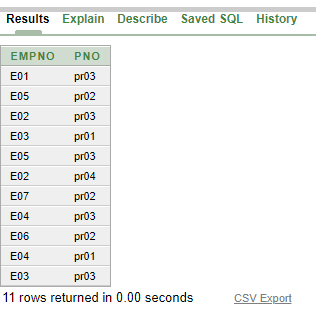 Results Explain Describe Saved SQL History
EMPNO PNO
E01 pr03
E05 pr02
E02 pr03
E03 pr01
E05 pr03
E02 pr04
E07 pr02
E04 pr03
E06 pr02
E04 pr01
E03 pr03
11 rows returned in 0.00 seconds CSV Export